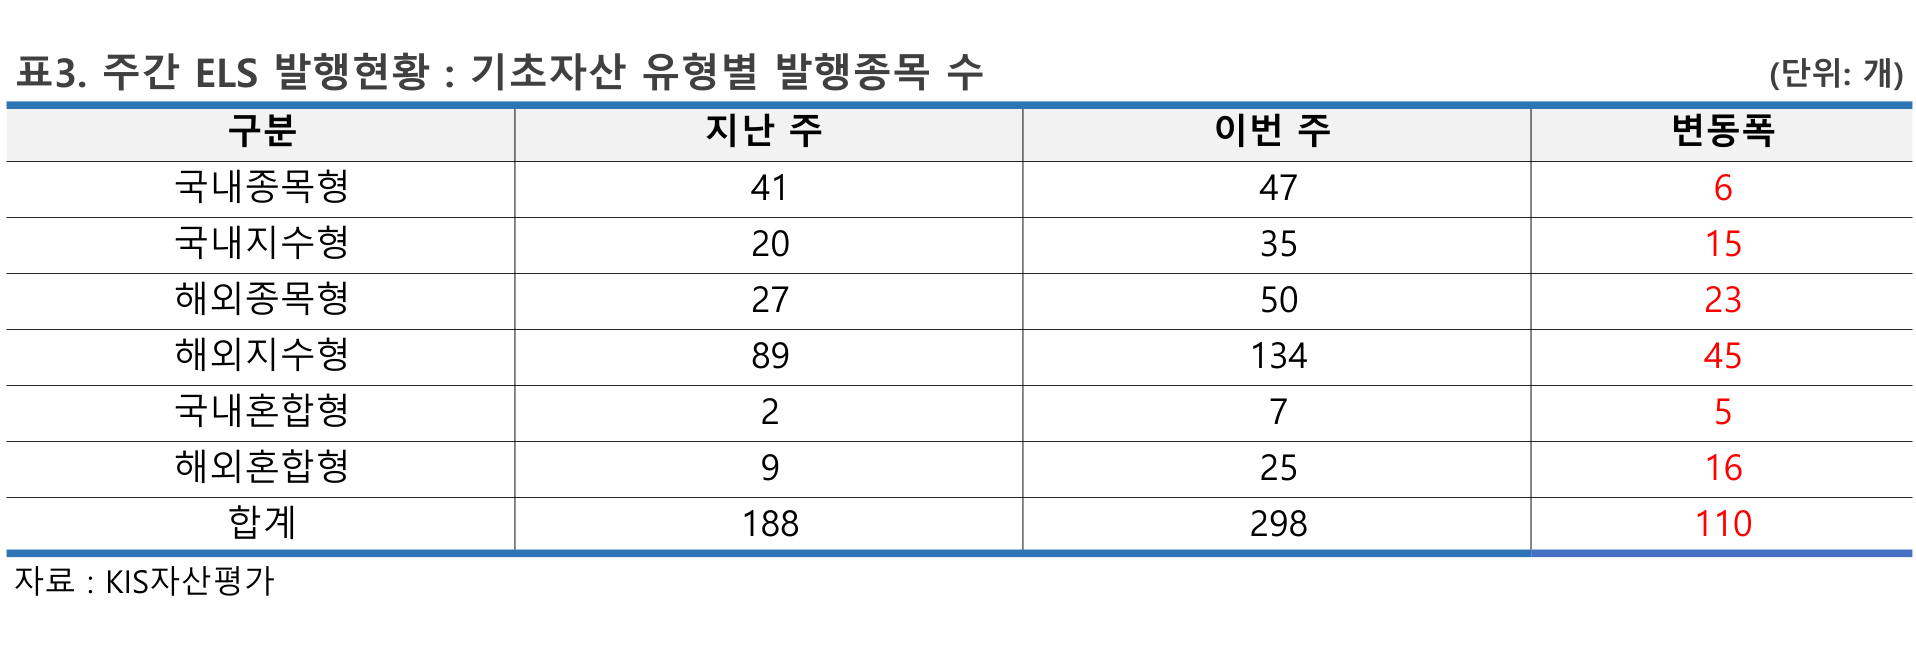 표3. 주간 ELS 발행현황 : 기초자산 유형별 발행종목 수 (단위: 개)
구분 지난 주 이번 주 변동폭
국내종목형 41 47 6
국내지수형 20 35 15
해외종목형 27 50 23
해외지수형 89 134 45
국내혼합형 2 7 5
해외혼합형 9 25 16
합계 188 298 110
자료 : KIS자산평가